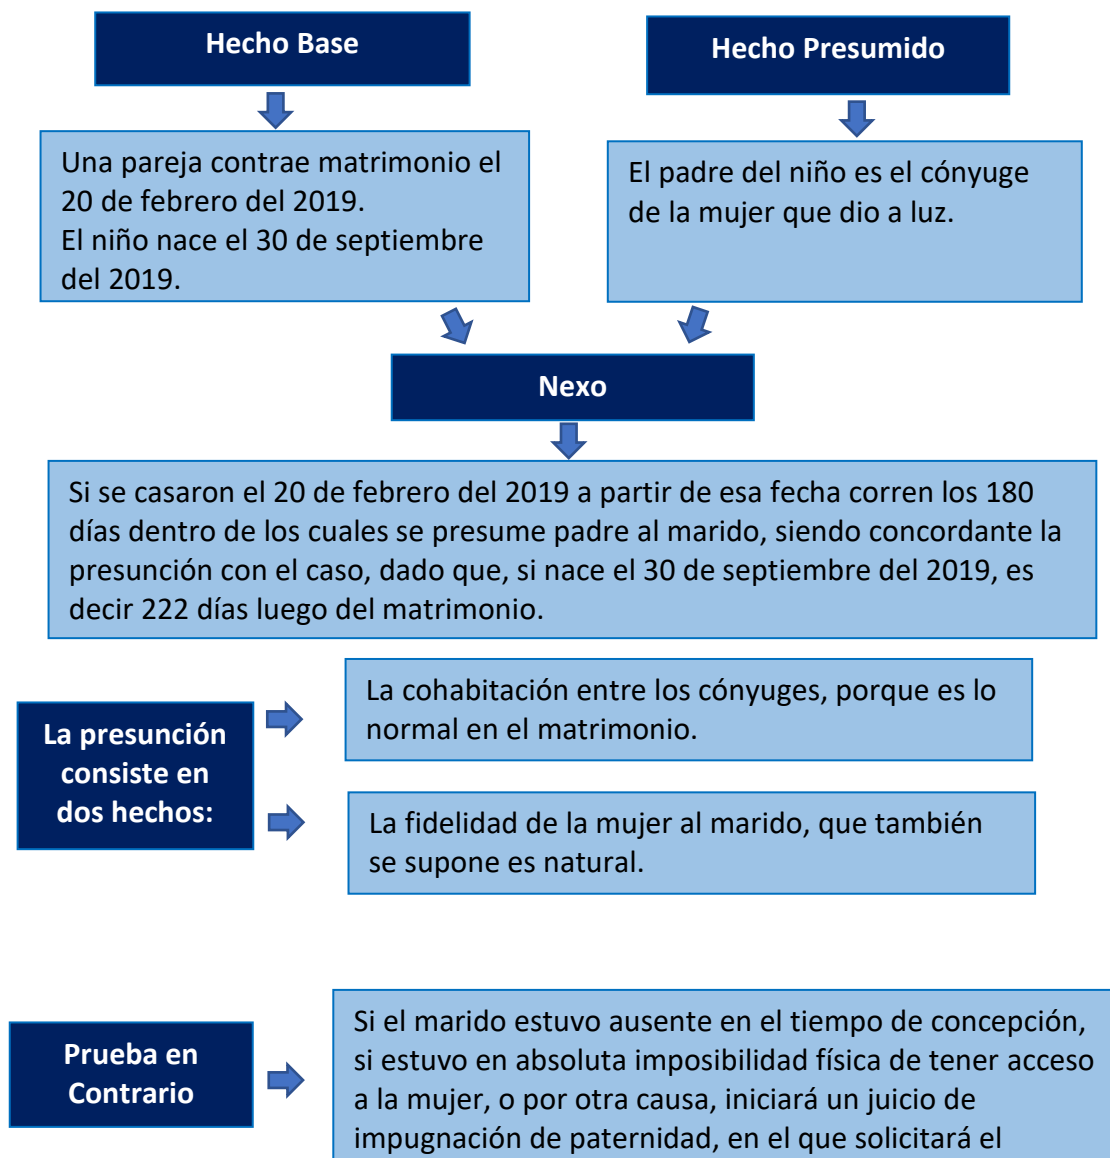 Hecho Base
Hecho Presumido
Una pareja contrae matrimonio el
20 de febrero del 2019.
El niño nace el 30 de septiembre
del 2019.
El padre del niño es el cónyuge
de la mujer que dio a luz.
Nexo
Si se casaron el 20 de febrero del 2019 a partir de esa fecha corren los 180
días dentro de los cuales se presume padre al marido, siendo concordante la
presunción con el caso, dado que, si nace el 30 de septiembre del 2019, es
decir 222 días luego del matrimonio.
La presunción
consiste en
dos hechos:
La cohabitación entre los cónyuges, porque es lo
normal en el matrimonio.
La fidelidad de la mujer al marido, que también
se supone es natural.
Prueba en
Contrario
Si el marido estuvo ausente en el tiempo de concepción,
si estuvo en absoluta imposibilidad física de tener acceso
a la mujer, o por otra causa, iniciará un juicio de
impugnación de paternidad, en el que solicitará el